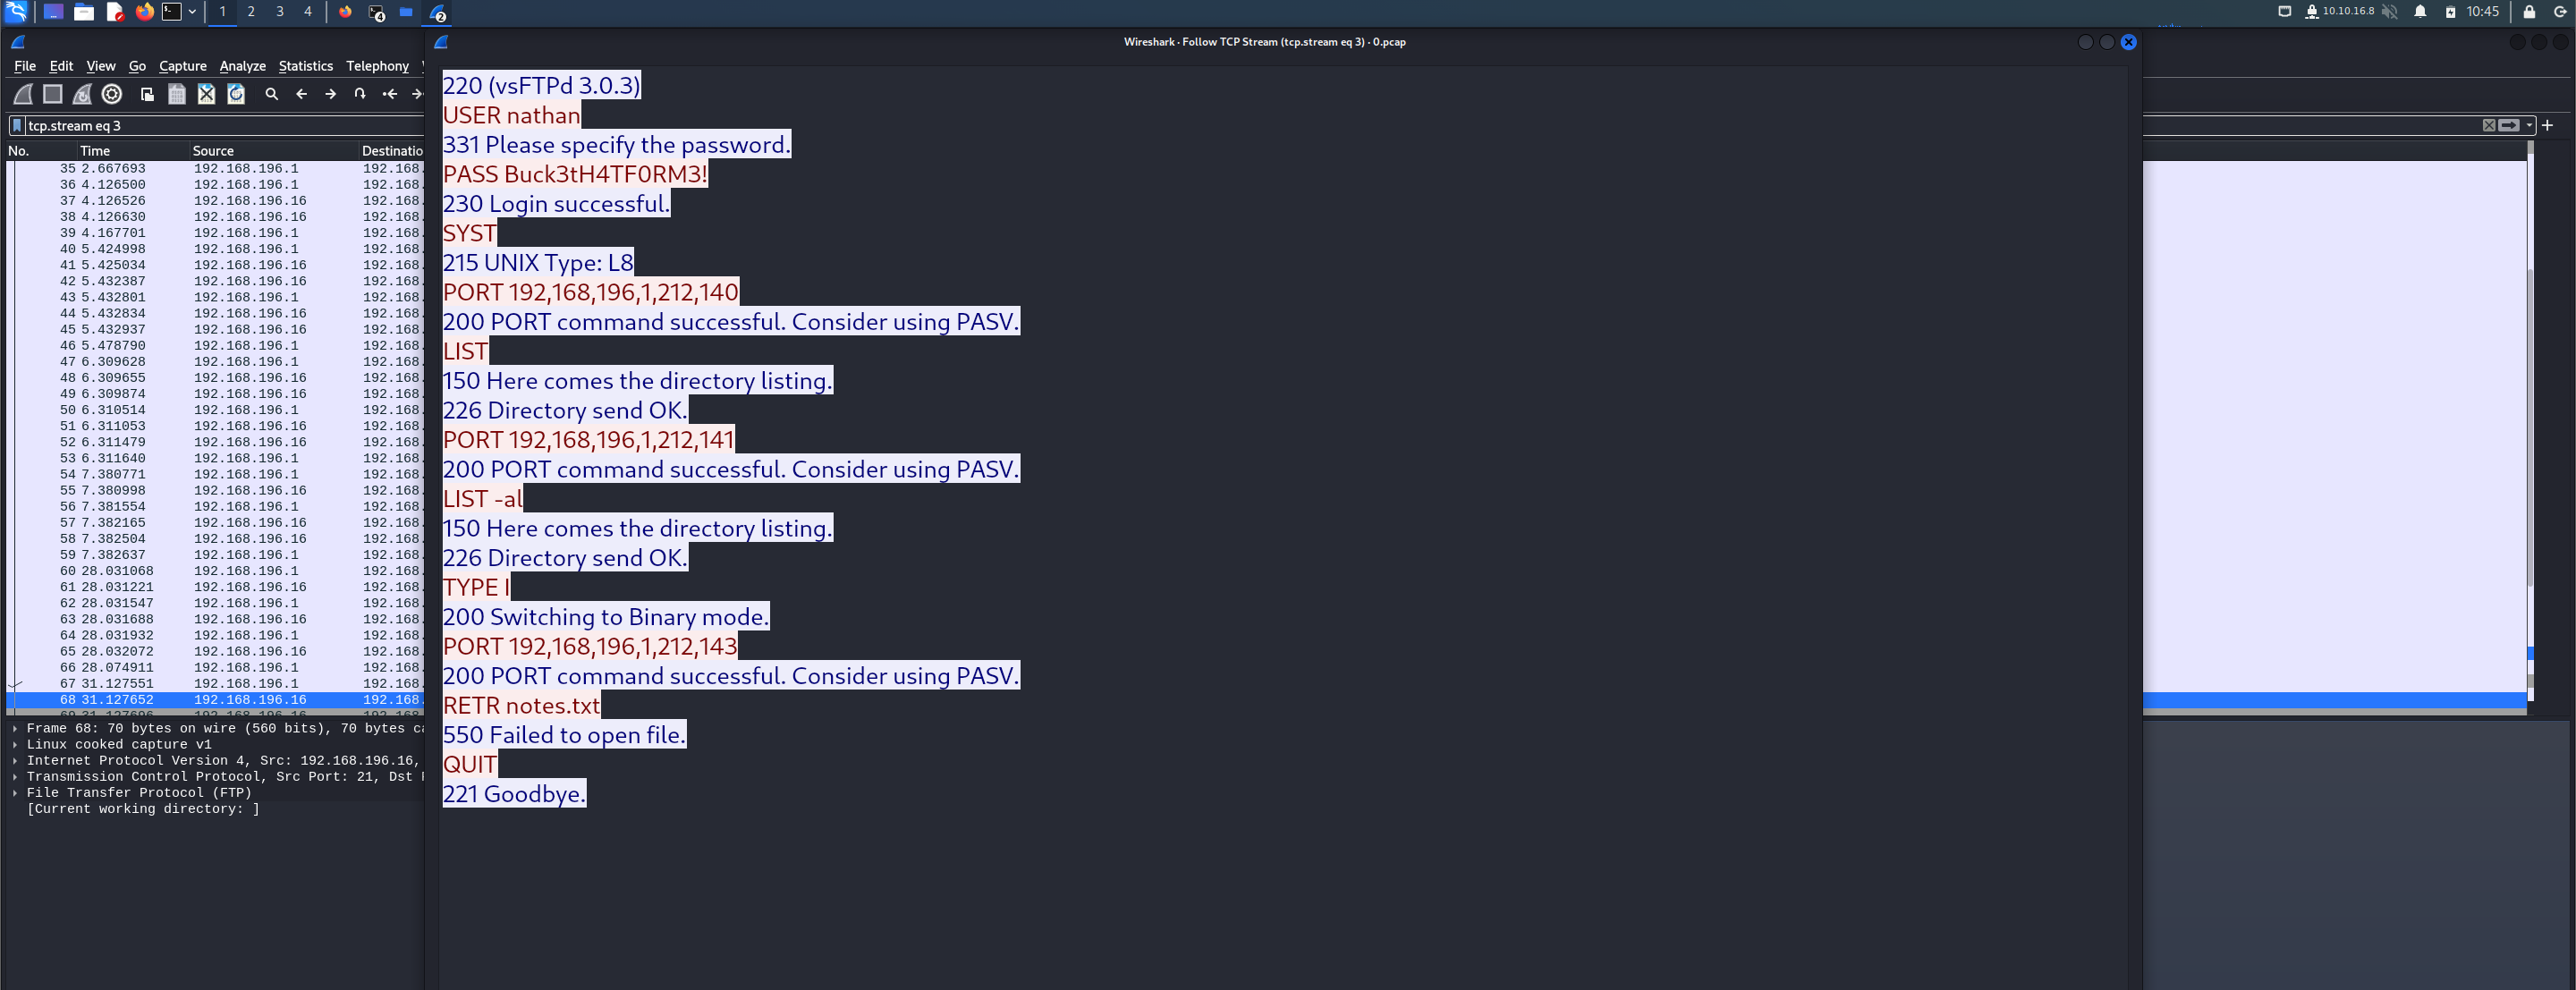 1 2 3 4
4
2
10.10.16.8
10:45
Wireshark · Follow TCP Stream (tcp.stream eq 3) · 0.pcap
File Edit View Go Capture Analyze Statistics Telephony
tcp.stream eq 3
No. Time Source Destinatio
35 2.667693 192.168.196.1 192.168.
36 4.126500 192.168.196.1 192.168.
37 4.126526 192.168.196.16 192.168.
38 4.126630 192.168.196.16 192.168.
39 4.167701 192.168.196.1 192.168.
40 5.424998 192.168.196.1 192.168.
41 5.425034 192.168.196.16 192.168.
42 5.432387 192.168.196.16 192.168.
43 5.432801 192.168.196.1 192.168.
44 5.432834 192.168.196.16 192.168.
45 5.432937 192.168.196.16 192.168.
46 5.478790 192.168.196.1 192.168.
47 6.309628 192.168.196.1 192.168.
48 6.309655 192.168.196.16 192.168.
49 6.309874 192.168.196.16 192.168.
50 6.310514 192.168.196.1 192.168.
51 6.311053 192.168.196.16 192.168.
52 6.311479 192.168.196.16 192.168.
53 6.311640 192.168.196.1 192.168.
54 7.380771 192.168.196.1 192.168.
55 7.380998 192.168.196.16 192.168.
56 7.381554 192.168.196.1 192.168.
57 7.382165 192.168.196.16 192.168.
58 7.382504 192.168.196.16 192.168.
59 7.382637 192.168.196.1 192.168.
60 28.031068 192.168.196.1 192.168.
61 28.031221 192.168.196.16 192.168.
62 28.031547 192.168.196.1 192.168.
63 28.031688 192.168.196.16 192.168.
64 28.031932 192.168.196.1 192.168.
65 28.032072 192.168.196.16 192.168.
66 28.074911 192.168.196.1 192.168.
67 31.127551 192.168.196.1 192.168.
68 31.127652 192.168.196.16 192.168.
Frame 68: 70 bytes on wire (560 bits), 70 bytes ca
Linux cooked capture v1
Internet Protocol Version 4, Src: 192.168.196.16,
Transmission Control Protocol, Src Port: 21, Dst
File Transfer Protocol (FTP)
[Current working directory: ]
220 (vsFTPd 3.0.3)
USER nathan
331 Please specify the password.
PASS Buck3tH4TF0RM3!
230 Login successful.
SYST
215 UNIX Type: L8
PORT 192,168,196,1,212,140
200 PORT command successful. Consider using PASV.
LIST
150 Here comes the directory listing.
226 Directory send OK.
PORT 192,168,196,1,212,141
200 PORT command successful. Consider using PASV.
LIST -al
150 Here comes the directory listing.
226 Directory send OK.
TYPE I
200 Switching to Binary mode.
PORT 192,168,196,1,212,143
200 PORT command successful. Consider using PASV.
RETR notes.txt
550 Failed to open file.
QUIT
221 Goodbye.